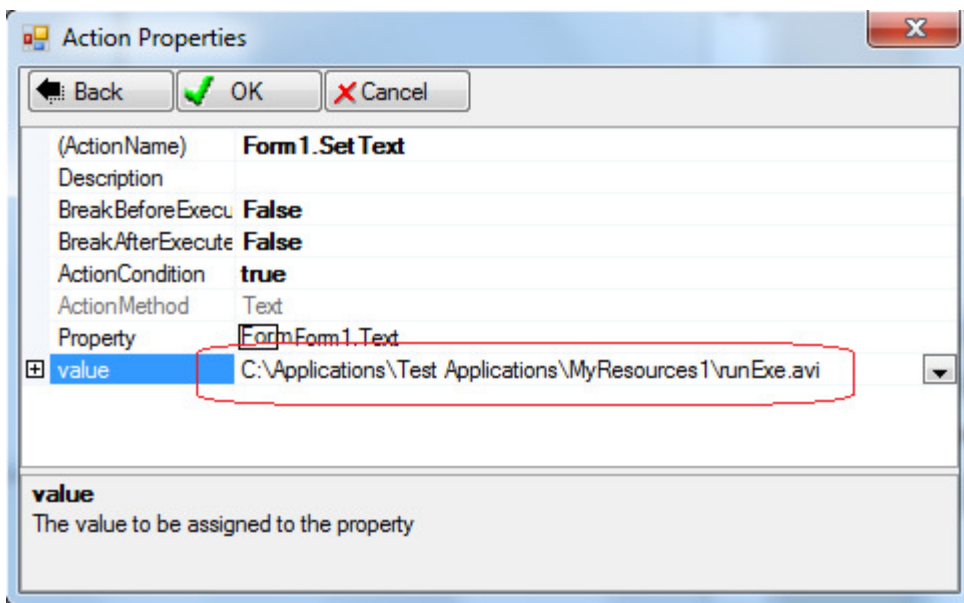 Action Properties
Back OK Cancel
(ActionName) Form1.SetText
Description
BreakBeforeExecu False
BreakAfterExecute False
ActionCondition true
ActionMethod Text
Property Form Form1.Text
value C:\Applications\Test Applications\MyResources1\runExe.avi
value
The value to be assigned to the property